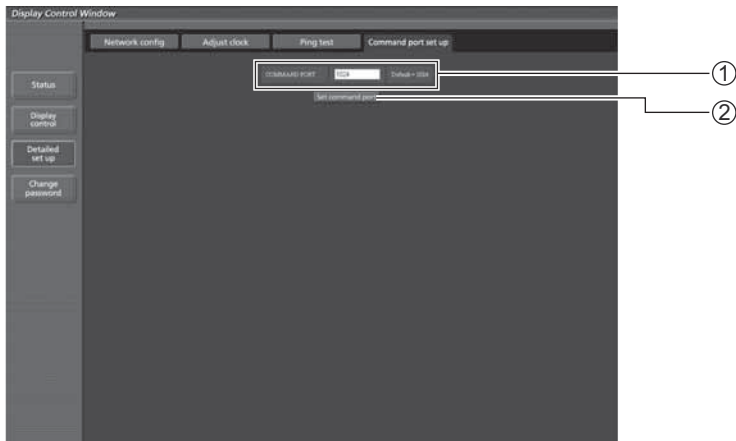 Display Control Window
Network config Adjust clock Ping test Command port set up
COMMAND PORT 1024 Default = 1024
①
Set command port
②
Status
Display
control
Detailed
set up
Change
password